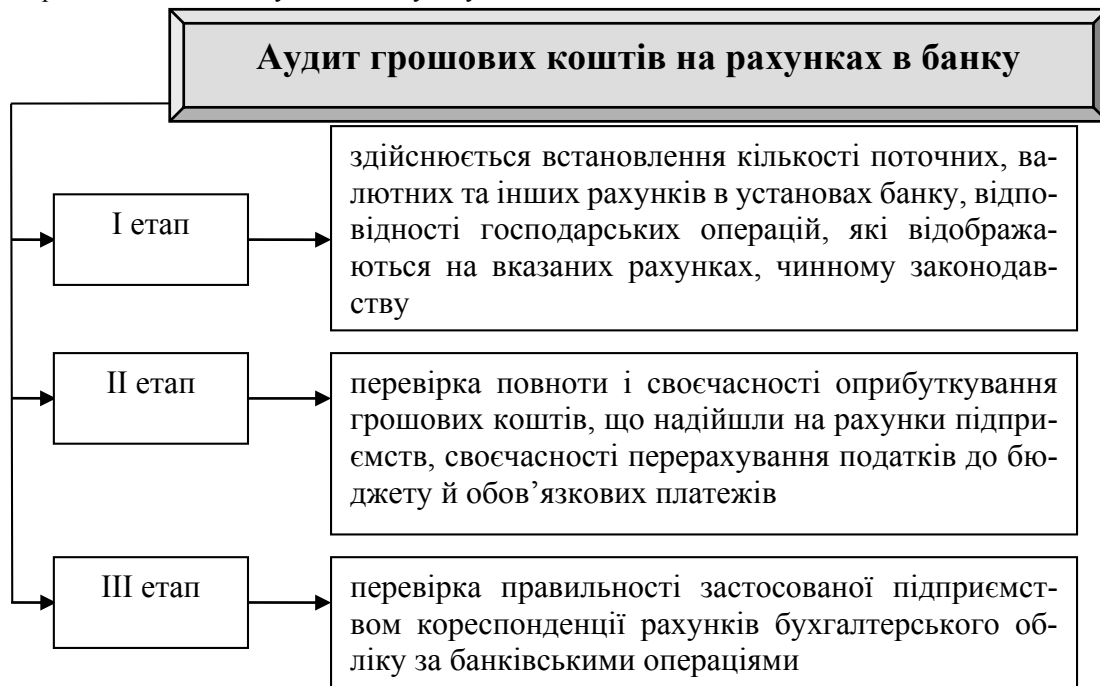 Аудит грошових коштів на рахунках в банку
І етап
здійснюється встановлення кількості поточних, ва-
лютних та інших рахунків в установах банку, відпо-
відності господарських операцій, які відобража-
ються на вказаних рахунках, чинному законодав-
ству
ІІ етап
перевірка повноти і своєчасності оприбуткування
грошових коштів, що надійшли на рахунки підпри-
ємств, своєчасності перерахування податків до бю-
джету й обов’язкових платежів
ІІІ етап
перевірка правильності застосованої підприємст-
вом кореспонденції рахунків бухгалтерського об-
ліку за банківськими операціями